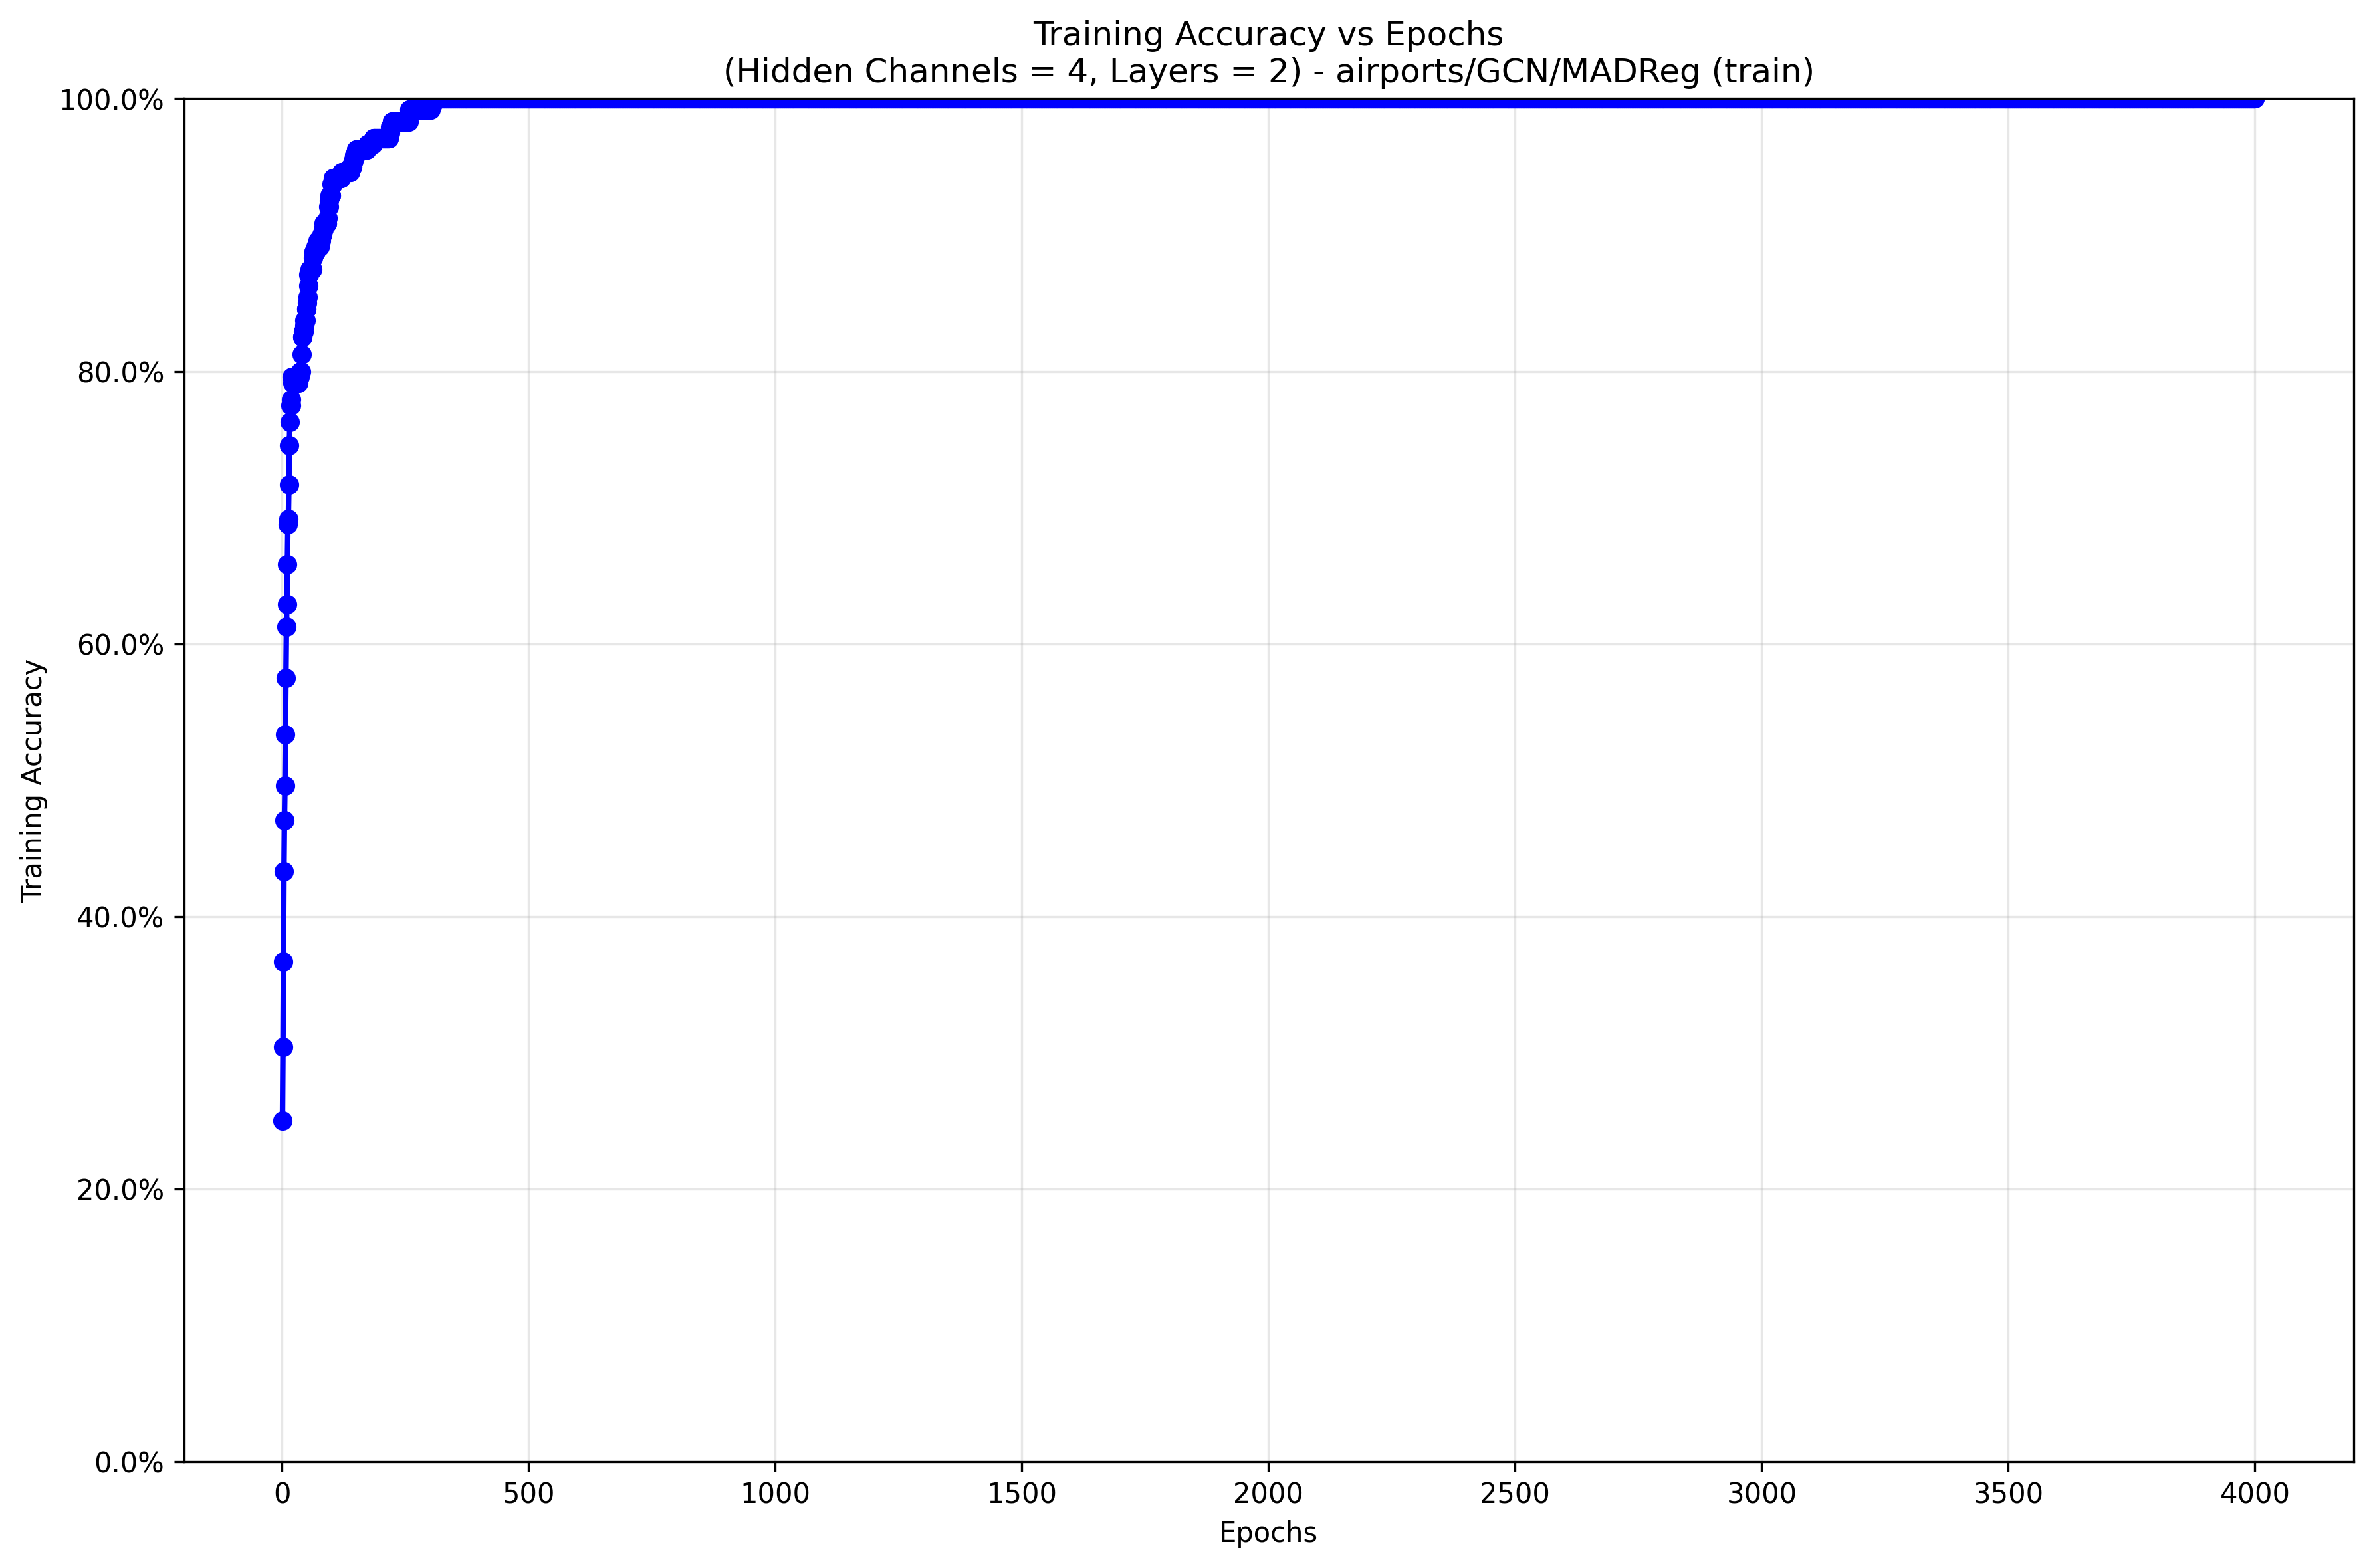 Training Accuracy vs Epochs
(Hidden Channels = 4, Layers = 2) - airports/GCN/MADReg (train)
100.0%
80.0%
60.0%
40.0%
20.0%
0.0%
Training Accuracy
0 500 1000 1500 2000 2500 3000 3500 4000
Epochs